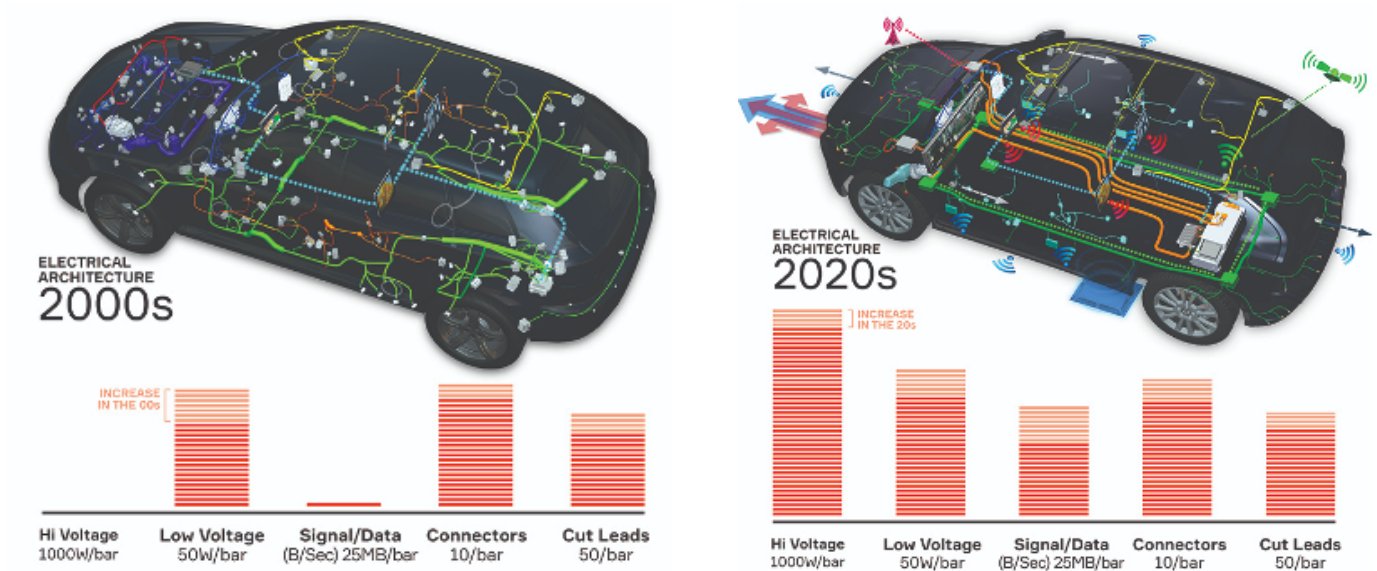 ELECTRICAL
ARCHITECTURE
2000s
INCREASE
IN THE 00s
Hi Voltage
1000W/bar
Low Voltage
50W/bar
Signal/Data
(B/Sec) 25MB/bar
Connectors
10/bar
Cut Leads
50/bar
ELECTRICAL
ARCHITECTURE
2020s
INCREASE
IN THE 20s
Hi Voltage
1000W/bar
Low Voltage
50W/bar
Signal/Data
(B/Sec) 25MB/bar
Connectors
10/bar
Cut Leads
50/bar